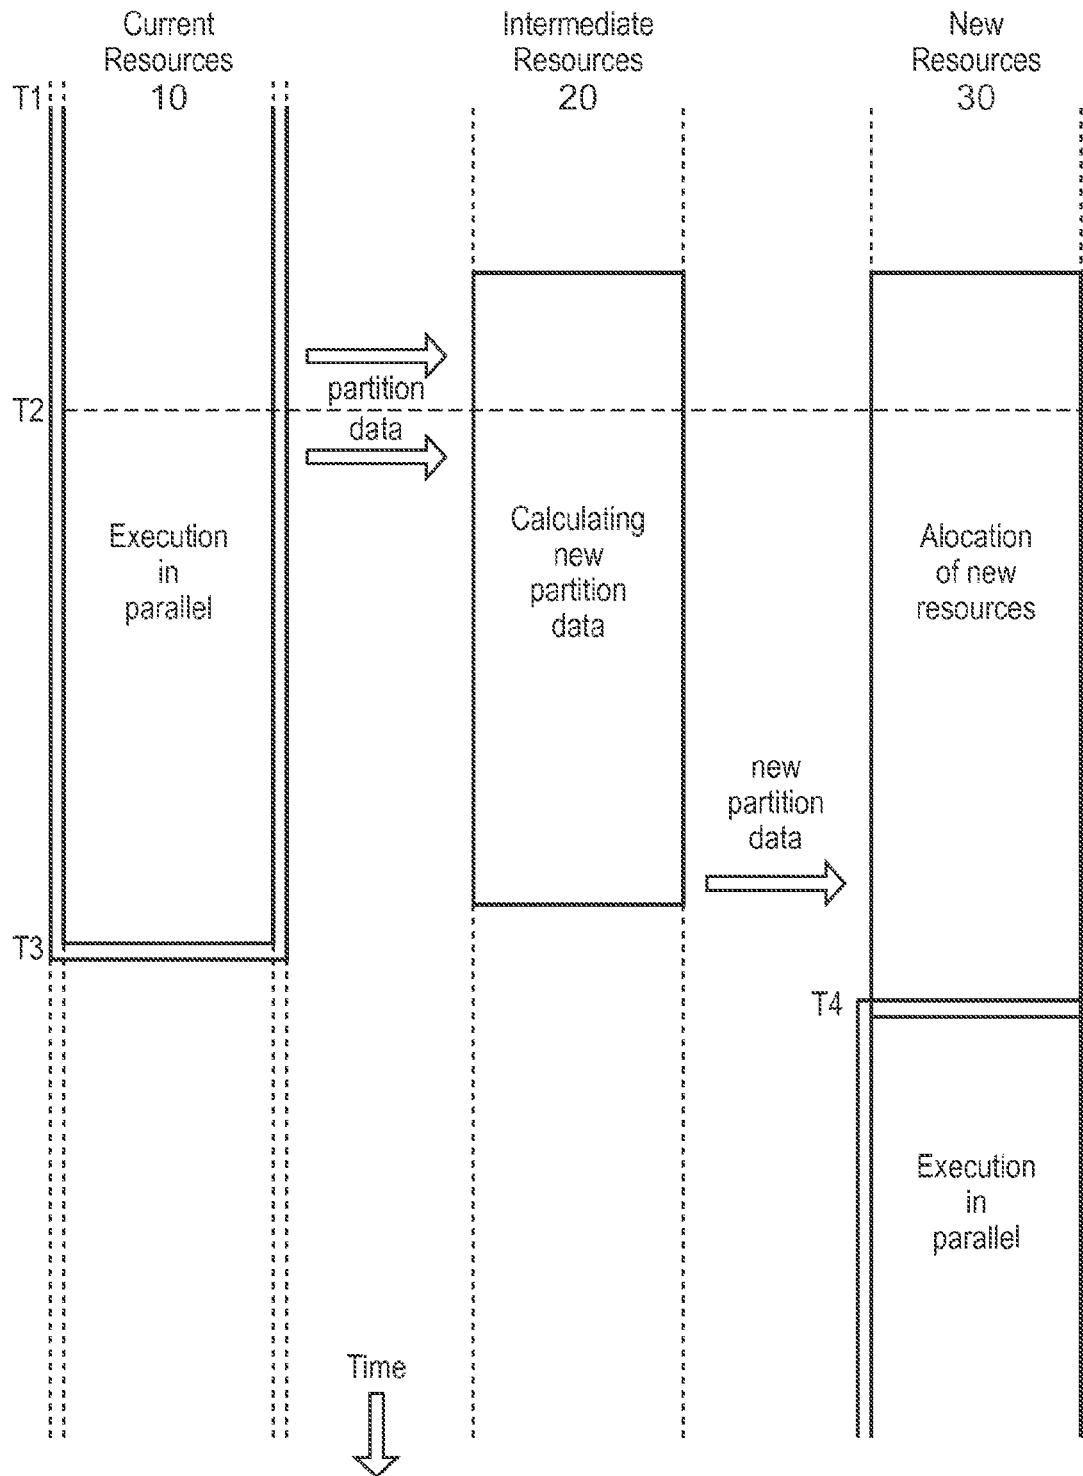 Current
Resources
10
Intermediate
Resources
20
New
Resources
30
T1
partition
data
T2
Execution
in
parallel
Calculating
new
partition
data
Alocation
of new
resources
new
partition
data
T3
T4
Execution
in
parallel
Time